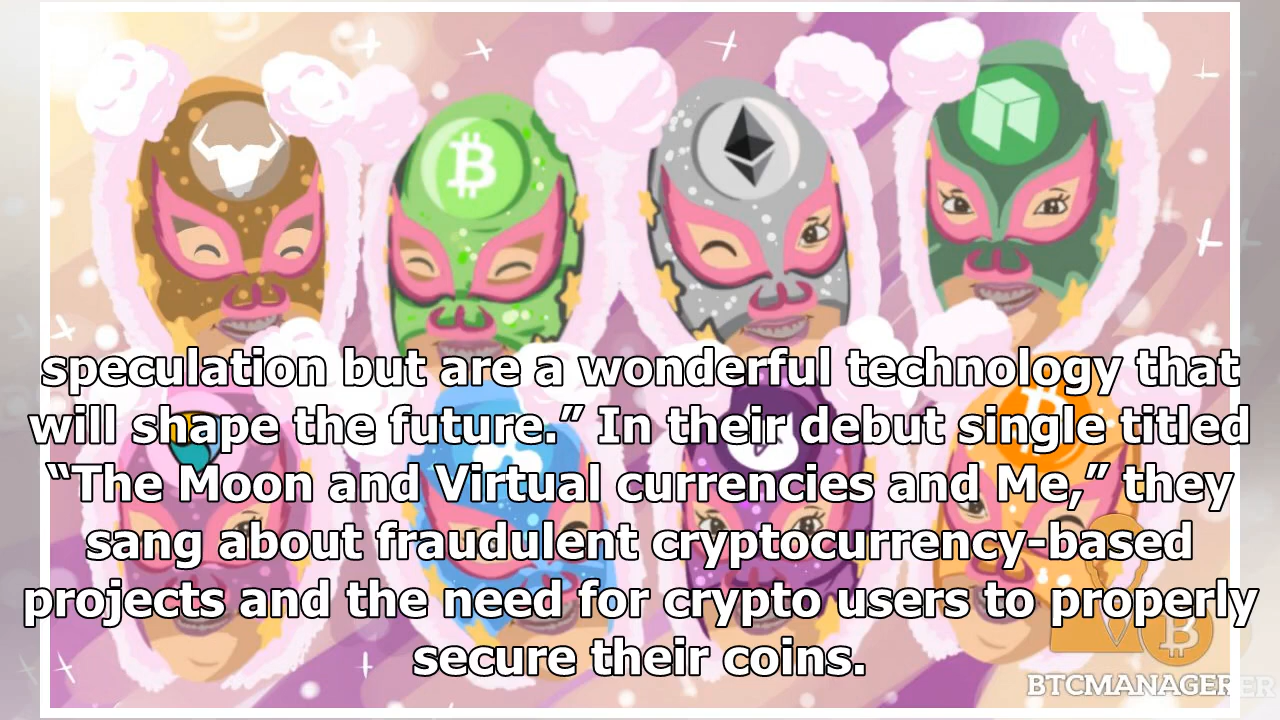 speculation but are a wonderful technology that
will shape the future.” In their debut single titled
“The Moon and Virtual currencies and Me,” they
sang about fraudulent cryptocurrency-based
projects and the need for crypto users to properly
secure their coins.
BTCMANAGER